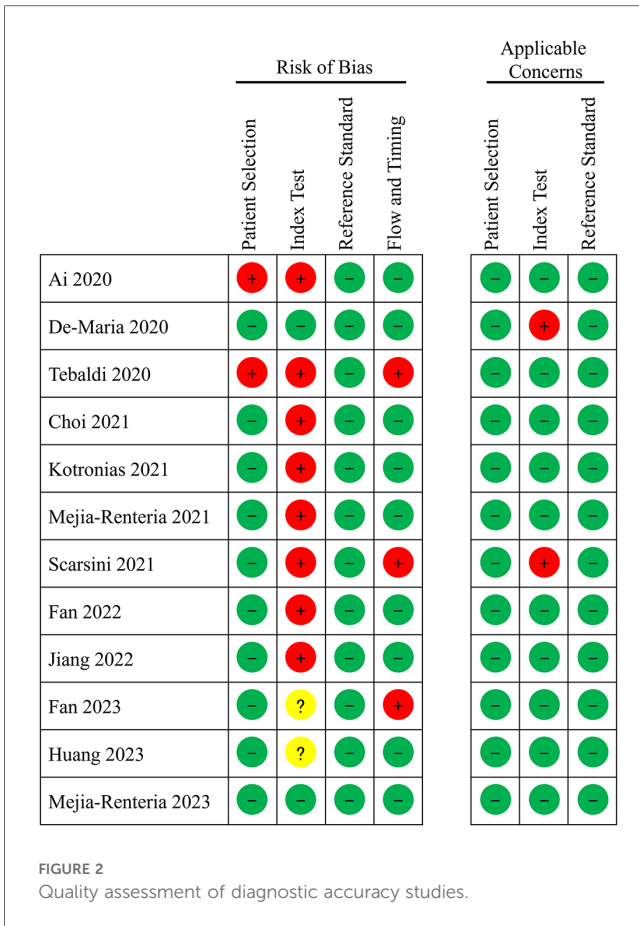 Risk of Bias
Applicable
Concerns
Patient Selection
Index Test
Reference Standard
Flow and Timing
Patient Selection
Index Test
Reference Standard
Ai 2020 + + – – – – –
De-Maria 2020 – – – – – + –
Tebaldi 2020 + + – + – – –
Choi 2021 – + – – – – –
Kotronias 2021 – + – – – – –
Mejia-Renteria 2021 – + – – – – –
Scarsini 2021 – + – + – + –
Fan 2022 – + – – – – –
Jiang 2022 – + – – – – –
Fan 2023 – ? – + – – –
Huang 2023 – ? – – – – –
Mejia-Renteria 2023 – – – – – – –
FIGURE 2
Quality assessment of diagnostic accuracy studies.